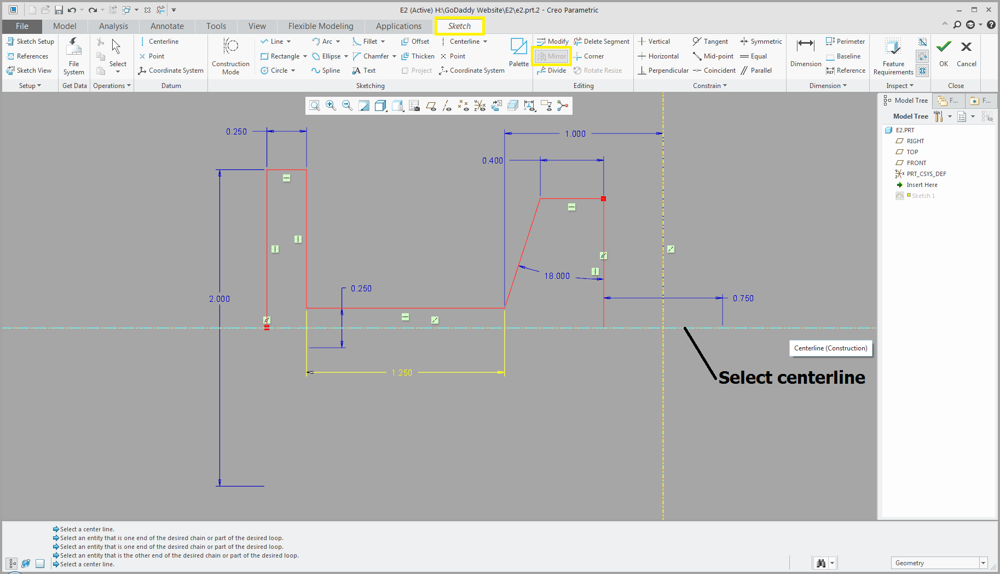 E2 (Active) H:\GoDaddy Website\E2\e2.prt.2 - Creo Parametric
File Model Analysis Annotate Tools View Flexible Modeling Applications Sketch
Sketch Setup
References
Sketch View
Setup
File System
Get Data
Select
Operations
Centerline
Point
Coordinate System
Datum
Construction Mode
Line Arc Fillet Offset Centerline
Rectangle Ellipse Chamfer Thicken Point
Circle Spline Text Project Coordinate System
Palette
Sketching
Modify Delete Segment
Mirror Corner
Divide Rotate Resize
Editing
Vertical Tangent Symmetric
Horizontal Mid-point Equal
Perpendicular Coincident Parallel
Constrain
Dimension
Perimeter
Baseline
REF Reference
Dimension
Feature Requirements
Inspect
OK Cancel
Close
Model Tree F... F...
Model Tree
E2.PRT
RIGHT
TOP
FRONT
PRT_CSYS_DEF
Insert Here
Sketch 1
0.250
1.000
0.400
18.000
0.250
2.000
0.750
1.250
Centerline (Construction)
Select centerline
Select a center line.
Select an entity that is one end of the desired chain or part of the desired loop.
Select an entity that is one end of the desired chain or part of the desired loop.
Select an entity that is the other end of the desired chain or part of the desired loop.
Select a center line.
Geometry